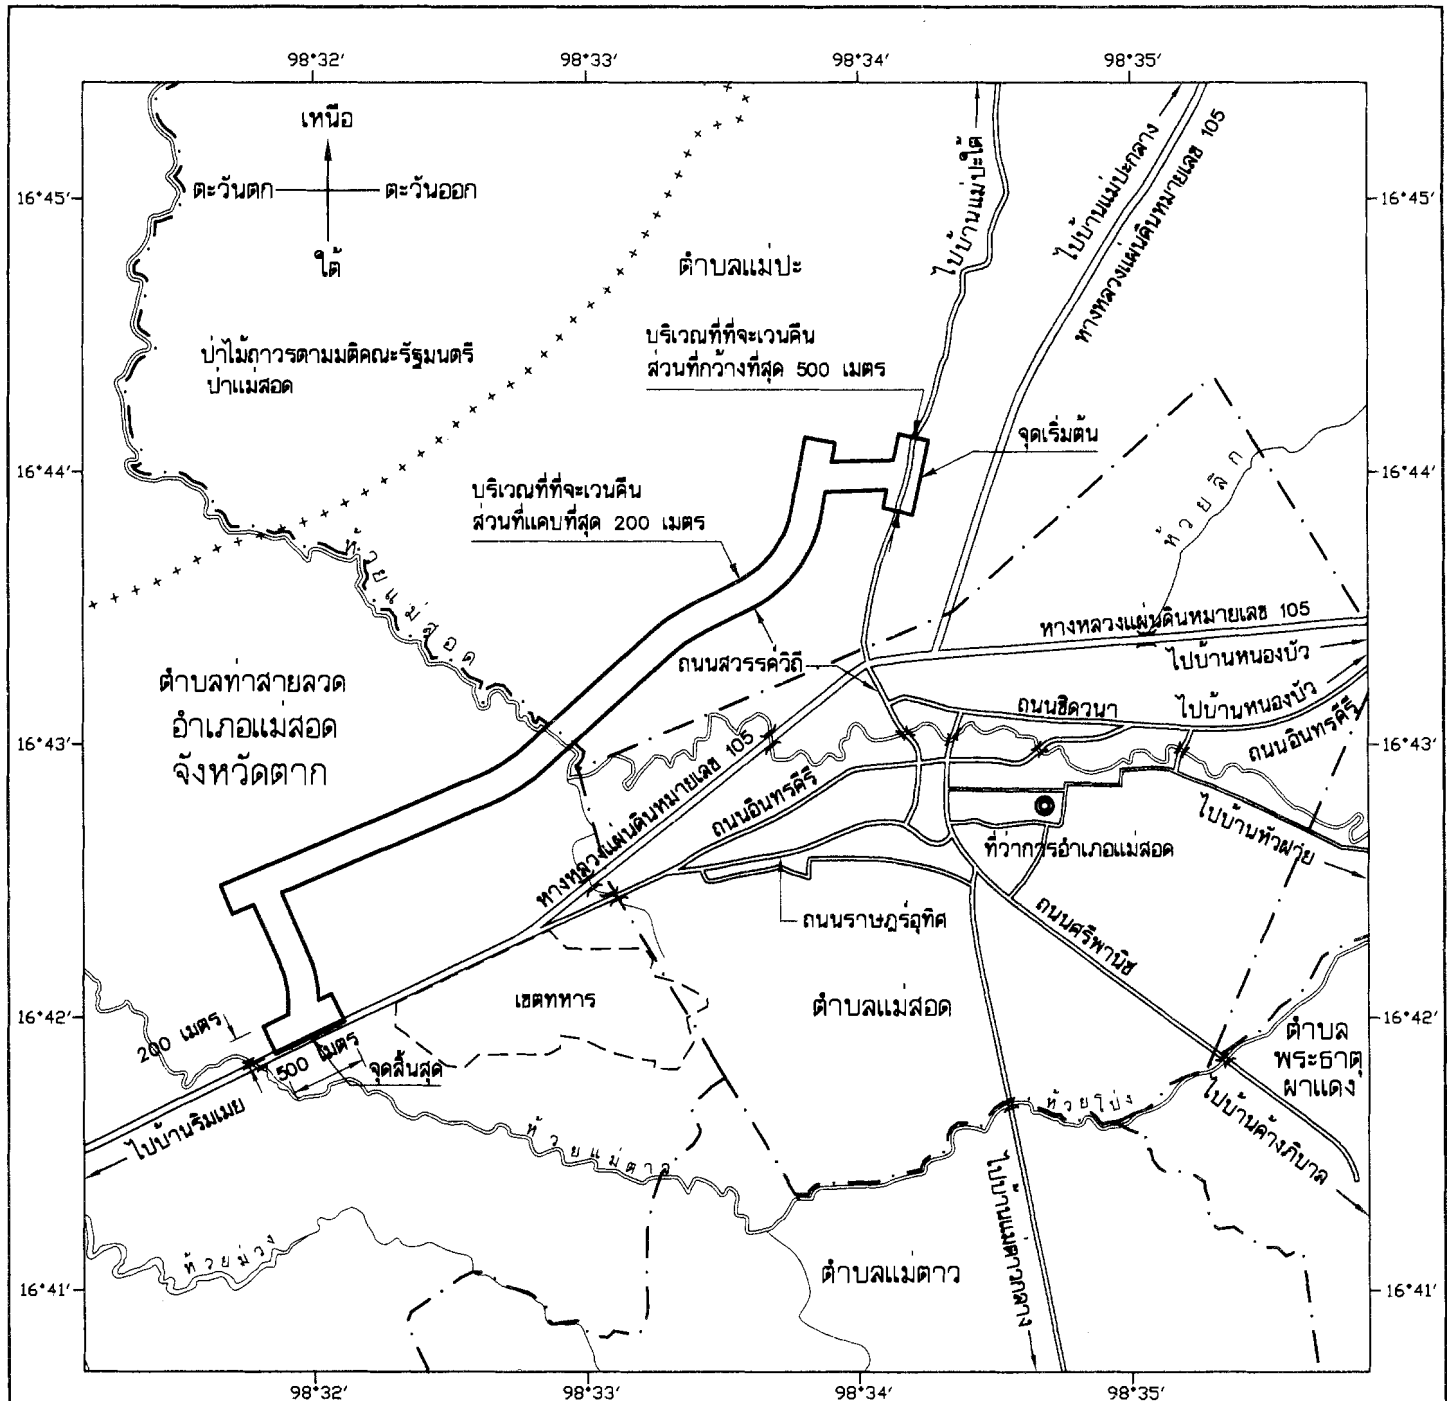 98°32′ 98°33′ 98°34′ 98°35′
เหนือ
ตะวันตก ตะวันออก
ใต้
16°45′ 16°45′
ไปบ้านแม่ปะใต้
ไปบ้านแม่ปะกลาง
ทางหลวงแผ่นดินหมายเลข 105
ตำบลแม่ปะ
บริเวณที่ที่จะเวนคืน
ส่วนที่กว้างที่สุด 500 เมตร
ป่าไม้ถาวรตามมติคณะรัฐมนตรี
ป่าแม่สอด
จุดเริ่มต้น
16°44′ 16°44′
บริเวณที่ที่จะเวนคืน
ส่วนที่แคบที่สุด 200 เมตร
ห้วยลึก
ห้วยแม่สอด
ทางหลวงแผ่นดินหมายเลข 105
ไปบ้านหนองบัว
ถนนสวรรค์วิถี
ตำบลท่าสายลวด
อำเภอแม่สอด
จังหวัดตาก
ถนนชิดวนา
ไปบ้านหนองบัว
ถนนอินทรคีรี
16°43′ 16°43′
ทางหลวงแผ่นดินหมายเลข 105
ถนนอินทรคีรี
ไปบ้านหัวฝาย
ที่ว่าการอำเภอแม่สอด
ถนนราษฎร์อุทิศ
ถนนศรีพานิช
เขตทหาร
ตำบลแม่สอด
16°42′ 16°42′
200 เมตร
500 เมตร
จุดสิ้นสุด
ตำบล
พระธาตุ
ผาแดง
ไปบ้านริมเมย
ห้วยแม่ตาล
ห้วยโป่ง
ไปบ้านค้างภิบาล
ห้วยม่วง
ตำบลแม่ตาว
ไปบ้านแม่ตาวกลาง
16°41′ 16°41′
98°32′ 98°33′ 98°34′ 98°35′